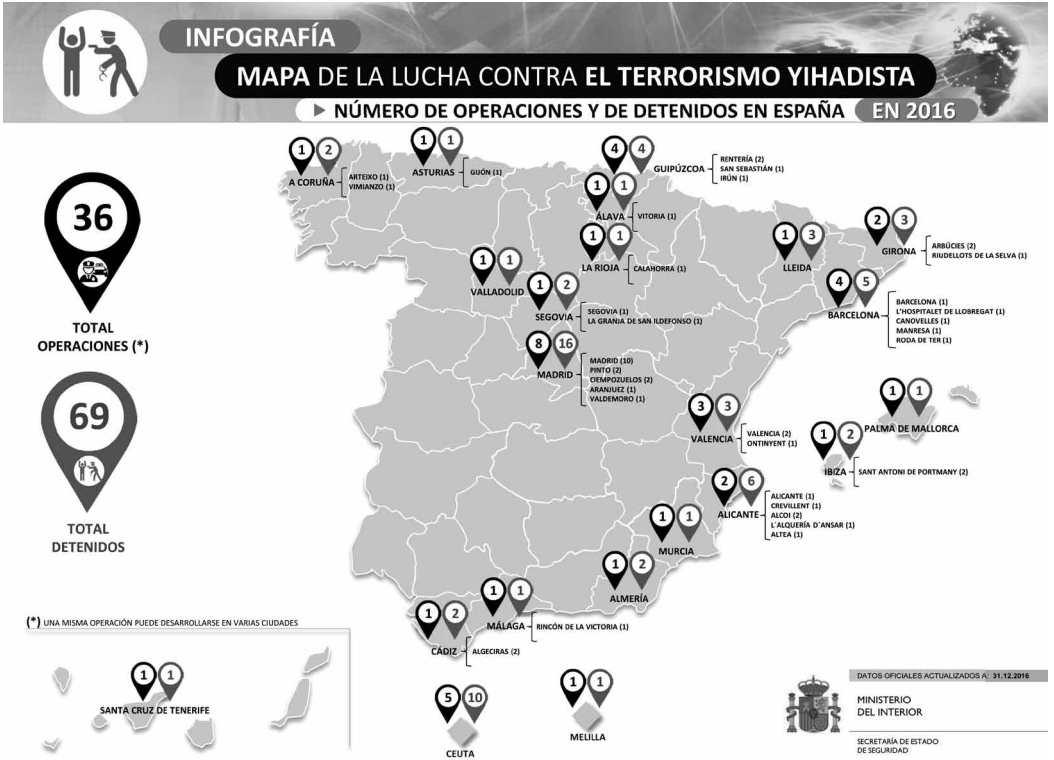 INFOGRAFÍA
MAPA DE LA LUCHA CONTRA EL TERRORISMO YIHADISTA
NÚMERO DE OPERACIONES Y DE DETENIDOS EN ESPAÑA EN 2016
36
TOTAL
OPERACIONES (*)
69
TOTAL
DETENIDOS
1 2
A CORUÑA
ARTEIXO (1)
VIMIANZO (1)
1 1
ASTURIAS
GIJÓN (1)
4 4
GUIPÚZCOA
RENTERÍA (2)
SAN SEBASTIÁN (1)
IRÚN (1)
1 1
ÁLAVA
VITORIA (1)
1 1
LA RIOJA
CALAHORRA (1)
1 3
LLEIDA
2 3
GIRONA
ARBÚCIES (2)
RIUDELLOTS DE LA SELVA (1)
4 5
BARCELONA
BARCELONA (1)
L'HOSPITALET DE LLOBREGAT (1)
CANOVELLES (1)
MANRESA (1)
RODA DE TER (1)
1 1
VALLADOLID
1 2
SEGOVIA
SEGOVIA (1)
LA GRANJA DE SAN ILDEFONSO (1)
8 16
MADRID
MADRID (10)
PINTO (2)
CIEMPOZUELOS (2)
ARANJUEZ (1)
VALDEMORO (1)
3 3
VALENCIA
VALENCIA (2)
ONTINYENT (1)
1 1
PALMA DE MALLORCA
1 2
IBIZA
SANT ANTONI DE PORTMANY (2)
2 6
ALICANTE
ALICANTE (1)
CREVILLENT (1)
ALCOI (2)
L´ALQUERÍA D´ANSAR (1)
ALTEA (1)
1 1
MURCIA
1 2
ALMERÍA
1 1
MÁLAGA
RINCÓN DE LA VICTORIA (1)
1 2
CÁDIZ
ALGECIRAS (2)
(*) UNA MISMA OPERACIÓN PUEDE DESARROLLARSE EN VARIAS CIUDADES
1 1
SANTA CRUZ DE TENERIFE
5 10
CEUTA
1 1
MELILLA
DATOS OFICIALES ACTUALIZADOS A: 31.12.2016
MINISTERIO
DEL INTERIOR
SECRETARÍA DE ESTADO
DE SEGURIDAD